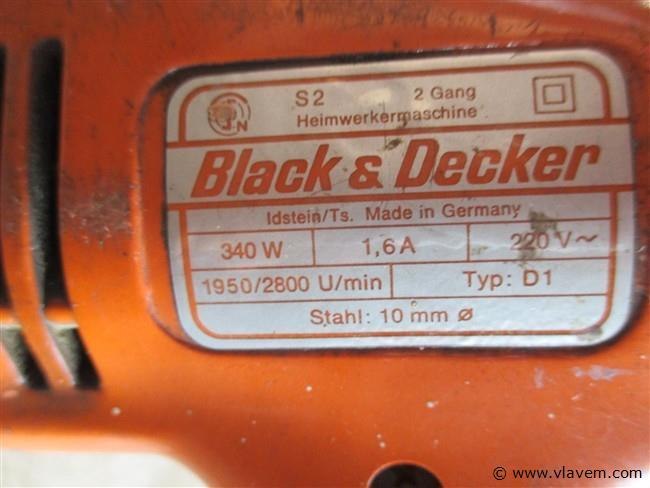 S2 2 Gang
Heimwerkermaschine
Black & Decker
Idstein/Ts. Made in Germany
340 W 1,6 A 220 V~
1950/2800 U/min Typ: D1
Stahl: 10 mm ø
© www.vlavem.com